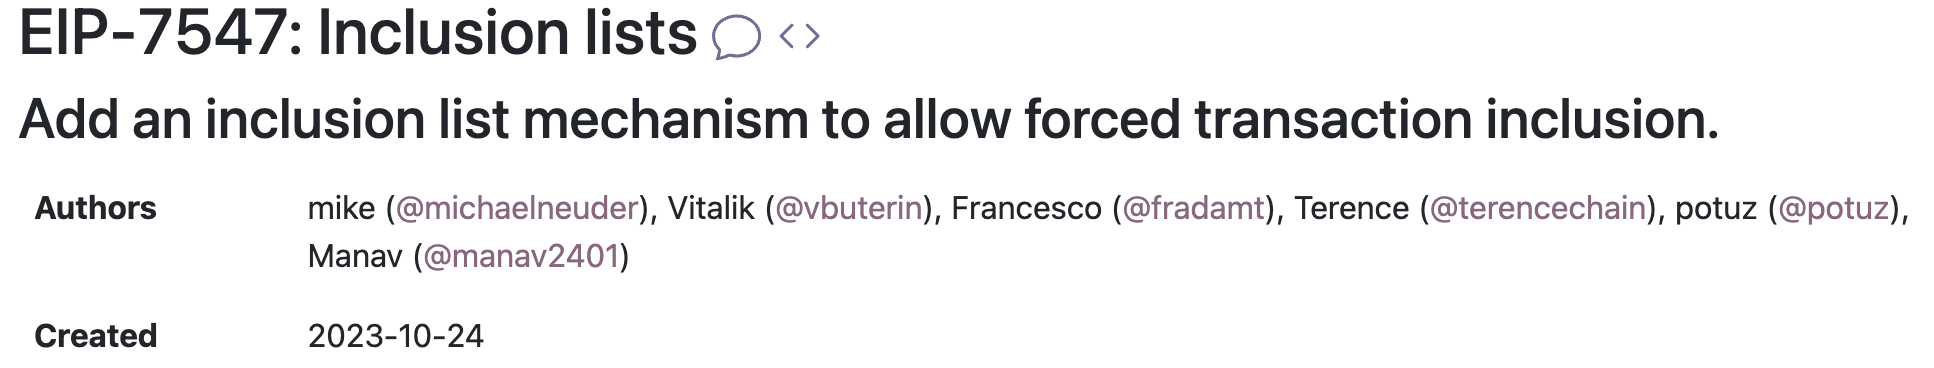 EIP-7547: Inclusion lists
Add an inclusion list mechanism to allow forced transaction inclusion.
Authors mike (@michaelneuder), Vitalik (@vbuterin), Francesco (@fradamt), Terence (@terencechain), potuz (@potuz),
Manav (@manav2401)
Created 2023-10-24